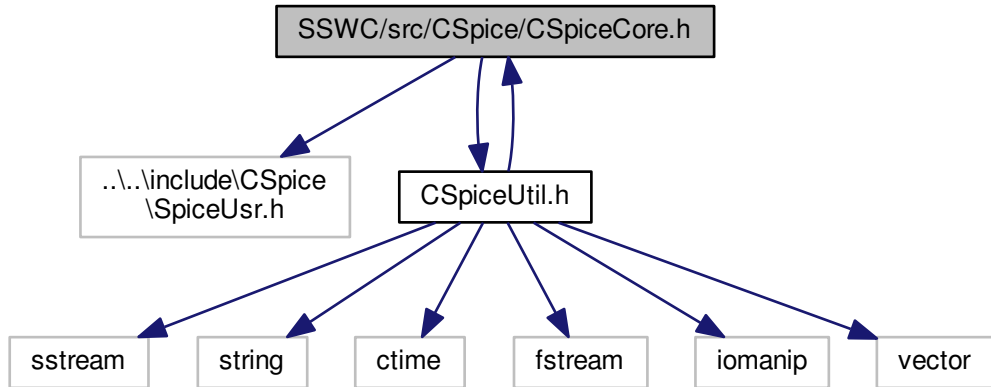 SSWC/src/CSpice/CSpiceCore.h
..\..\include\CSpice
\SpiceUsr.h
CSpiceUtil.h
sstream
string
ctime
fstream
iomanip
vector